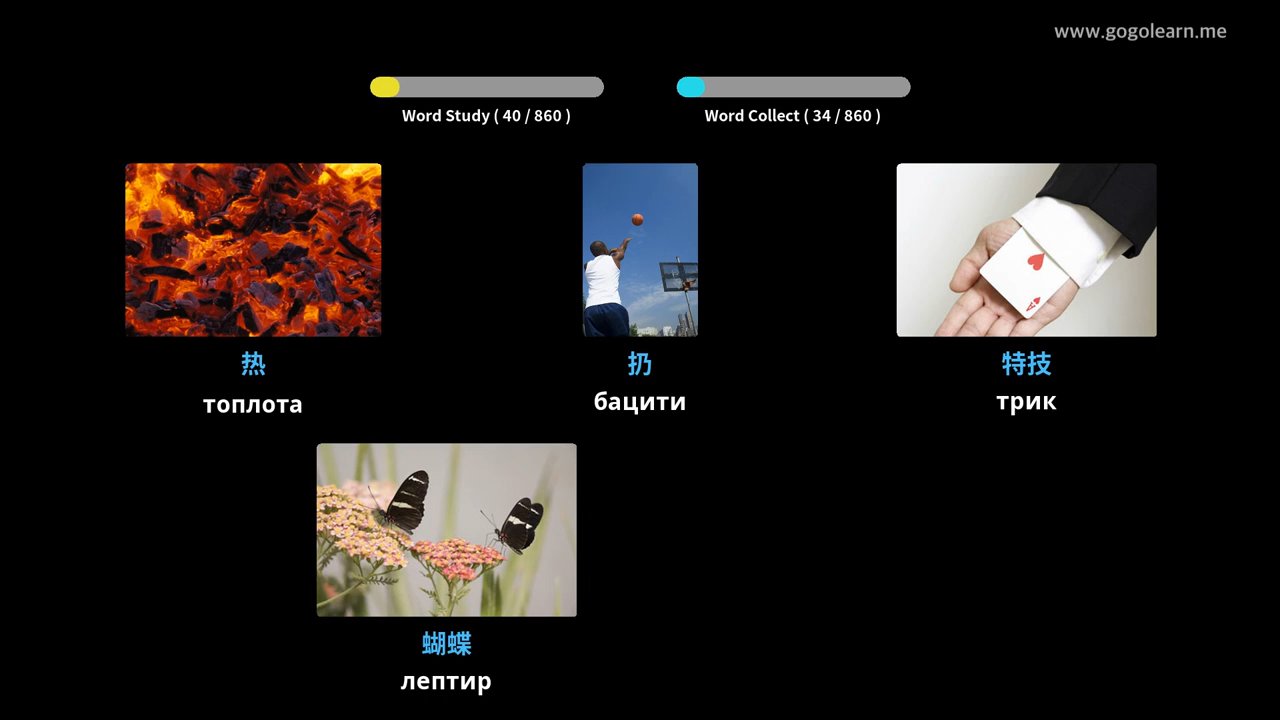 www.gogolearn.me
Word Study ( 40 / 860 )
Word Collect ( 34 / 860 )
热
топлота
扔
бацити
特技
трик
蝴蝶
лептир